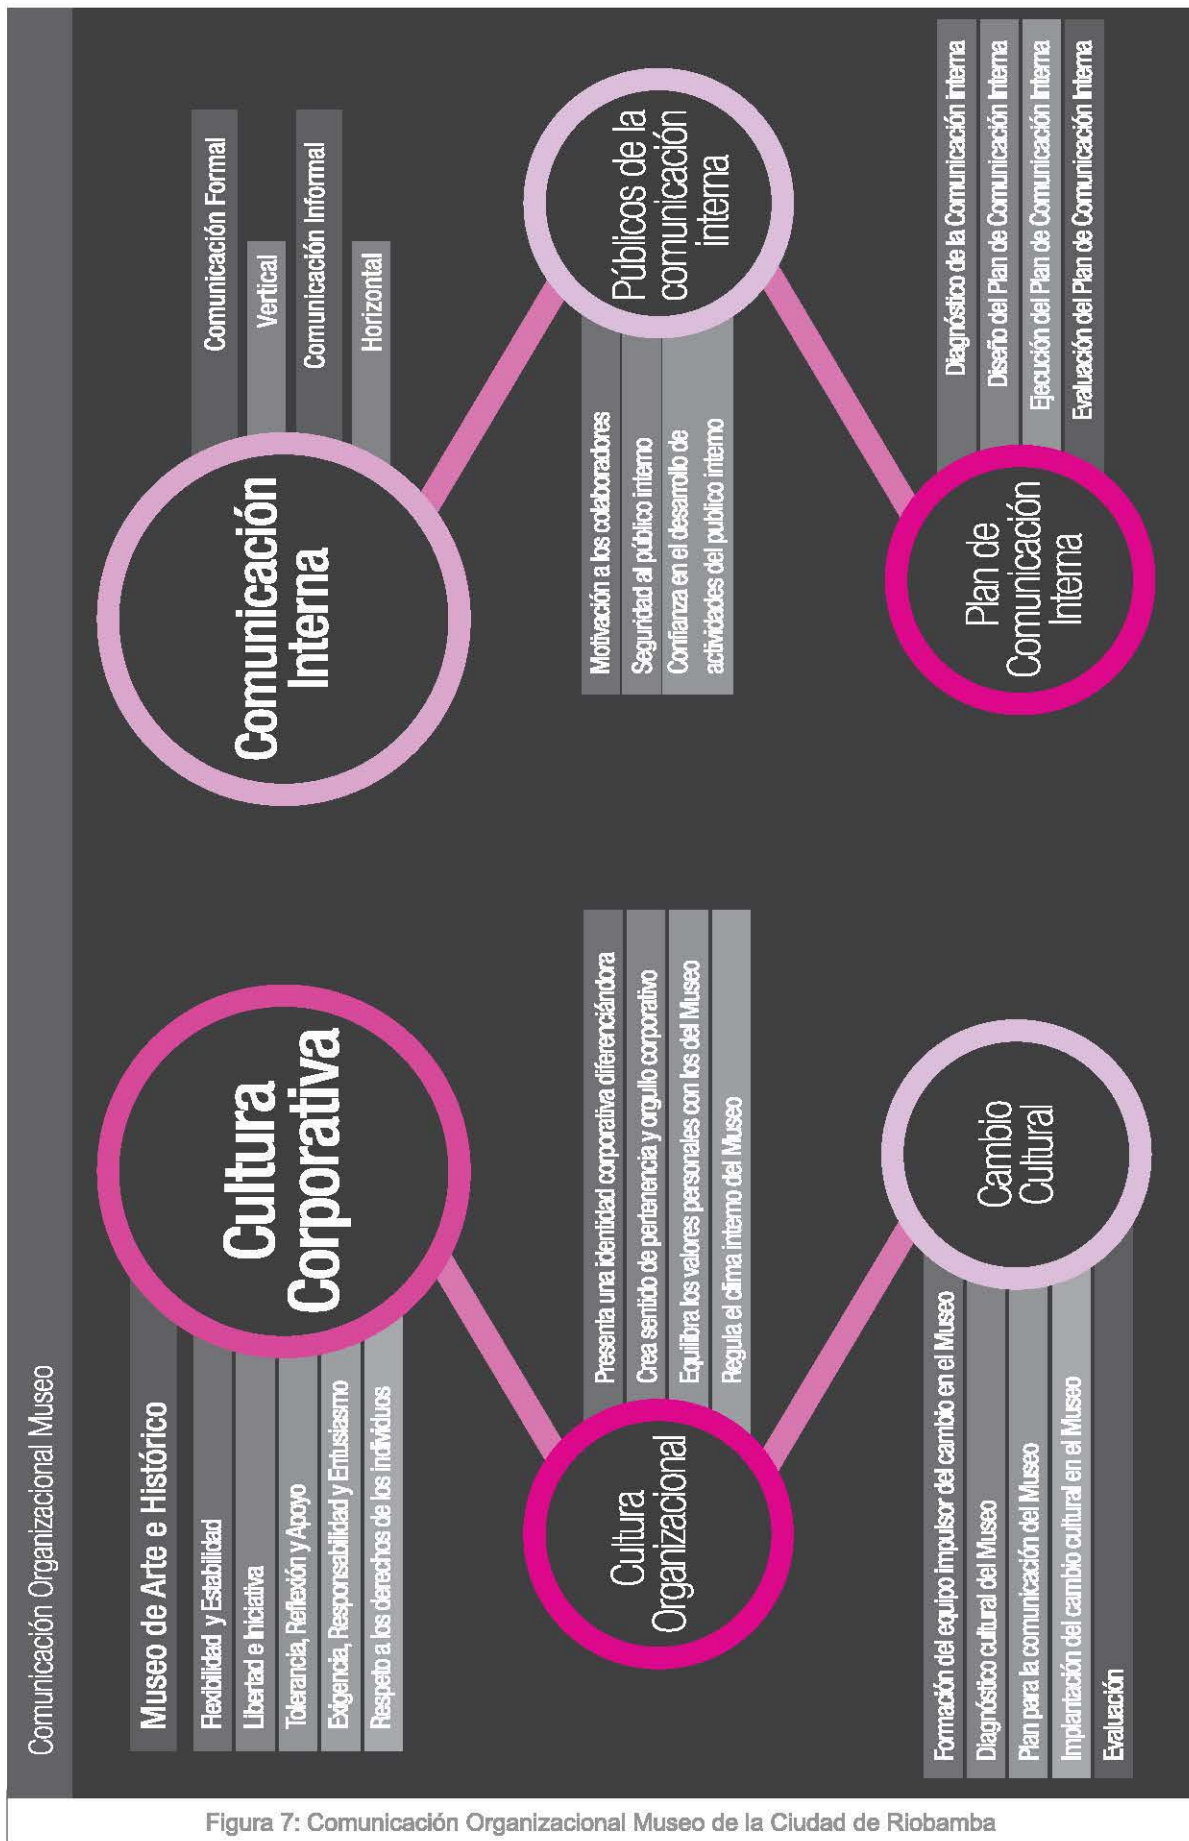 Comunicación Organizacional Museo
Museo de Arte e Histórico
Flexibilidad y Estabilidad
Libertad e Iniciativa
Tolerancia, Reflexión y Apoyo
Exigencia, Responsabilidad y Entusiasmo
Respeto a los derechos de los individuos
Cultura
Corporativa
Cultura
Organizacional
Presenta una identidad corporativa diferenciándora
Crea sentido de pertenencia y orgullo corporativo
Equilibra los valores personales con los del Museo
Regula el clima interno del Museo
Formación del equipo impulsor del cambio en el Museo
Diagnóstico cultural del Museo
Plan para la comunicación del Museo
Implantación del cambio cultural en el Museo
Evaluación
Cambio
Cultural
Comunicación
Interna
Comunicación Formal
Vertical
Comunicación Informal
Horizontal
Motivación a los colaboradores
Seguridad al público interno
Confianza en el desarrollo de
actividades del publico interno
Públicos de la
comunicación
interna
Plan de
Comunicación
Interna
Diagnóstico de la Comunicación interna
Diseño del Plan de Comunicación Interna
Ejecución del Plan de Comunicación Interna
Evaluación del Plan de Comunicación Interna
Figura 7: Comunicación Organizacional Museo de la Ciudad de Riobamba